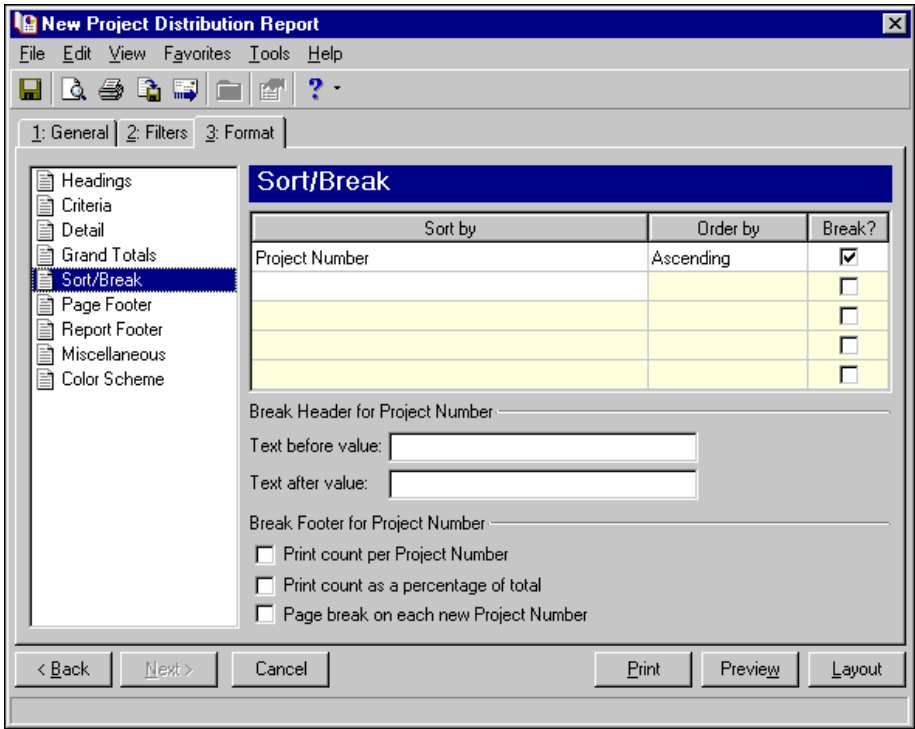 New Project Distribution Report
File Edit View Favorites Tools Help
1: General 2: Filters 3: Format
Headings
Criteria
Detail
Grand Totals
Sort/Break
Page Footer
Report Footer
Miscellaneous
Color Scheme
Sort/Break
Sort by Order by Break?
Project Number Ascending
Break Header for Project Number
Text before value:
Text after value:
Break Footer for Project Number
Print count per Project Number
Print count as a percentage of total
Page break on each new Project Number
< Back Next > Cancel Print Preview Layout